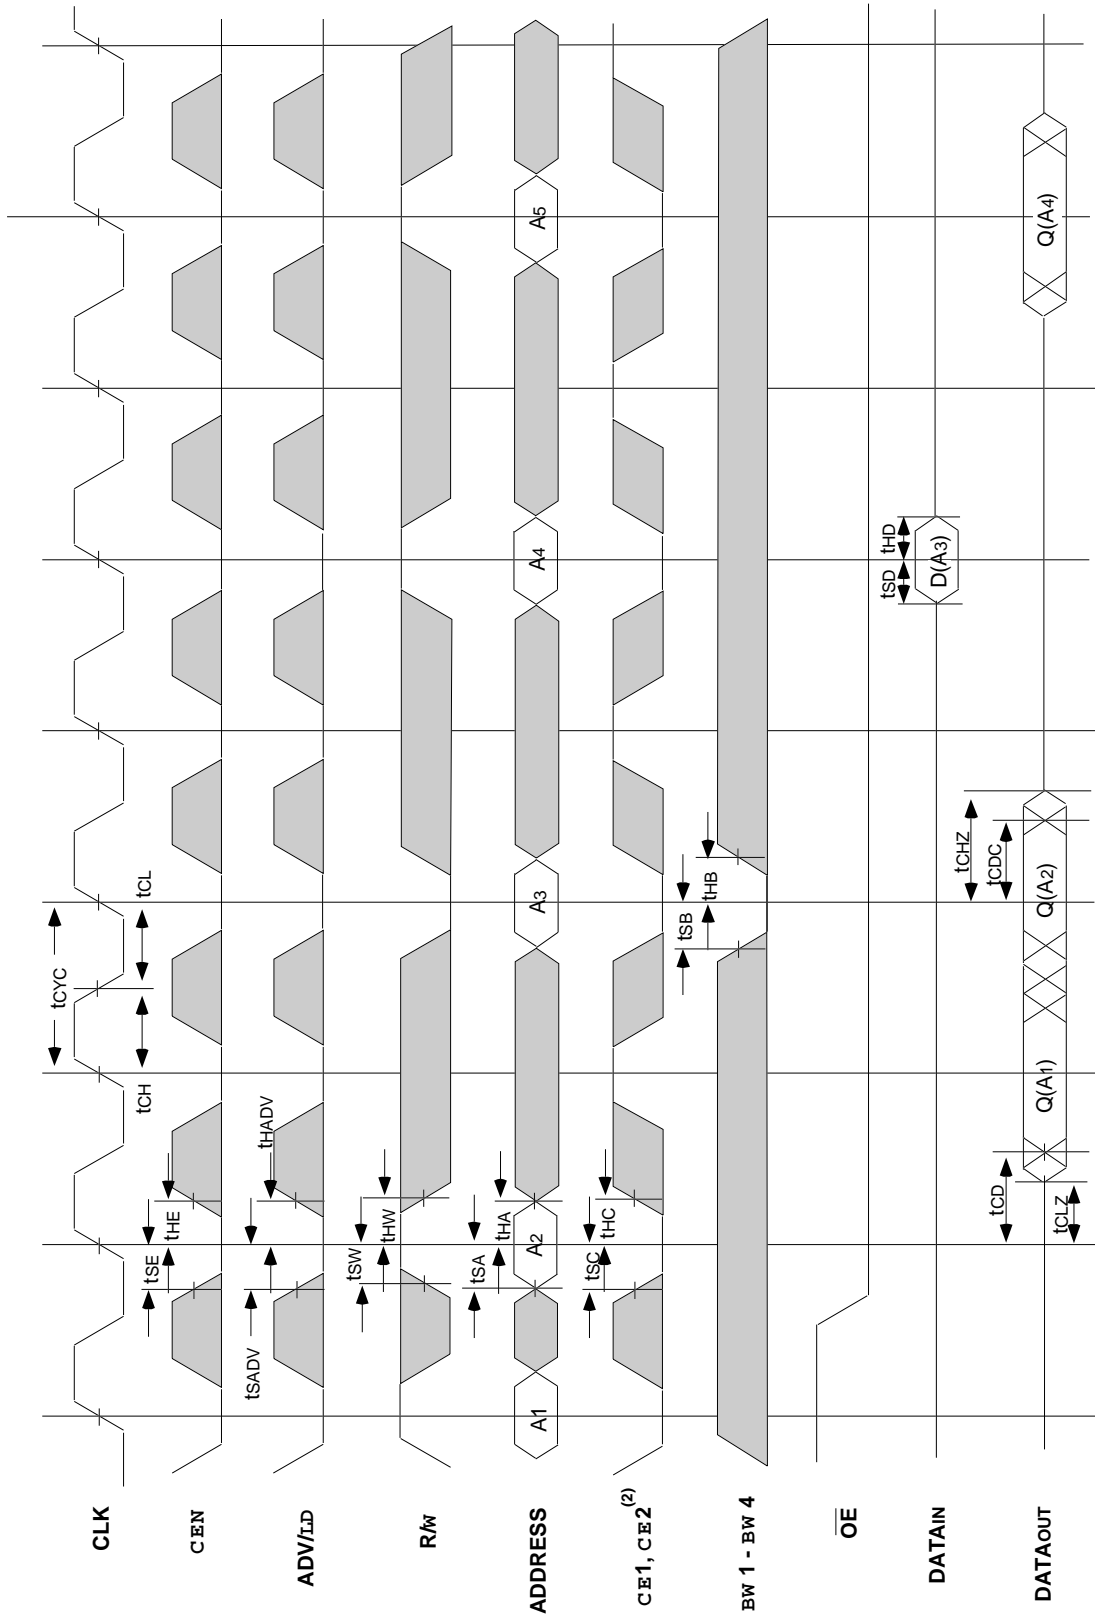 CLK
tCYC
tCH
tCL
CEN
tSE
tHE
ADV/LD
tSADV
tHADV
R/W
tSW
tHW
ADDRESS
A1
A2
A3
A4
A5
tSA
tHA
CE1, CE2(2)
tSC
tHC
BW1 - BW4
tSB
tHB
OE
DATAIN
tSD
tHD
D(A3)
DATAOUT
tCD
tCLZ
Q(A1)
Q(A2)
tCHZ
tCDC
Q(A4)